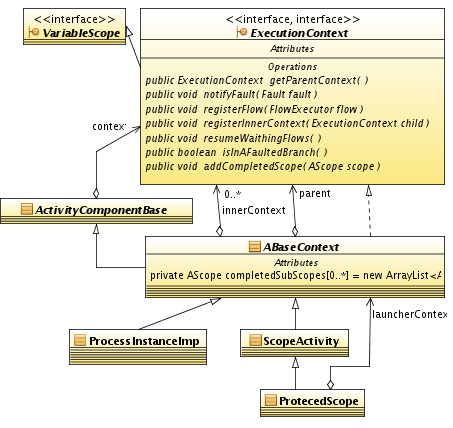 <<interface>>
VariableScope
<<interface, interface>>
ExecutionContext
Attributes
Operations
public ExecutionContext getParentContext( )
public void notifyFault( Fault fault )
public void registerFlow( FlowExecutor flow )
public void registerInnerContext( ExecutionContext child )
public void resumeWaithingFlows( )
public boolean isInAFaultedBranch( )
public void addCompletedScope( AScope scope )
context
0..*
innerContext
parent
ActivityComponentBase
ABaseContext
Attributes
private AScope completedSubScopes[0..*] = new ArrayList<A
launcherContex
ProcessInstanceImp
ScopeActivity
ProtecedScope